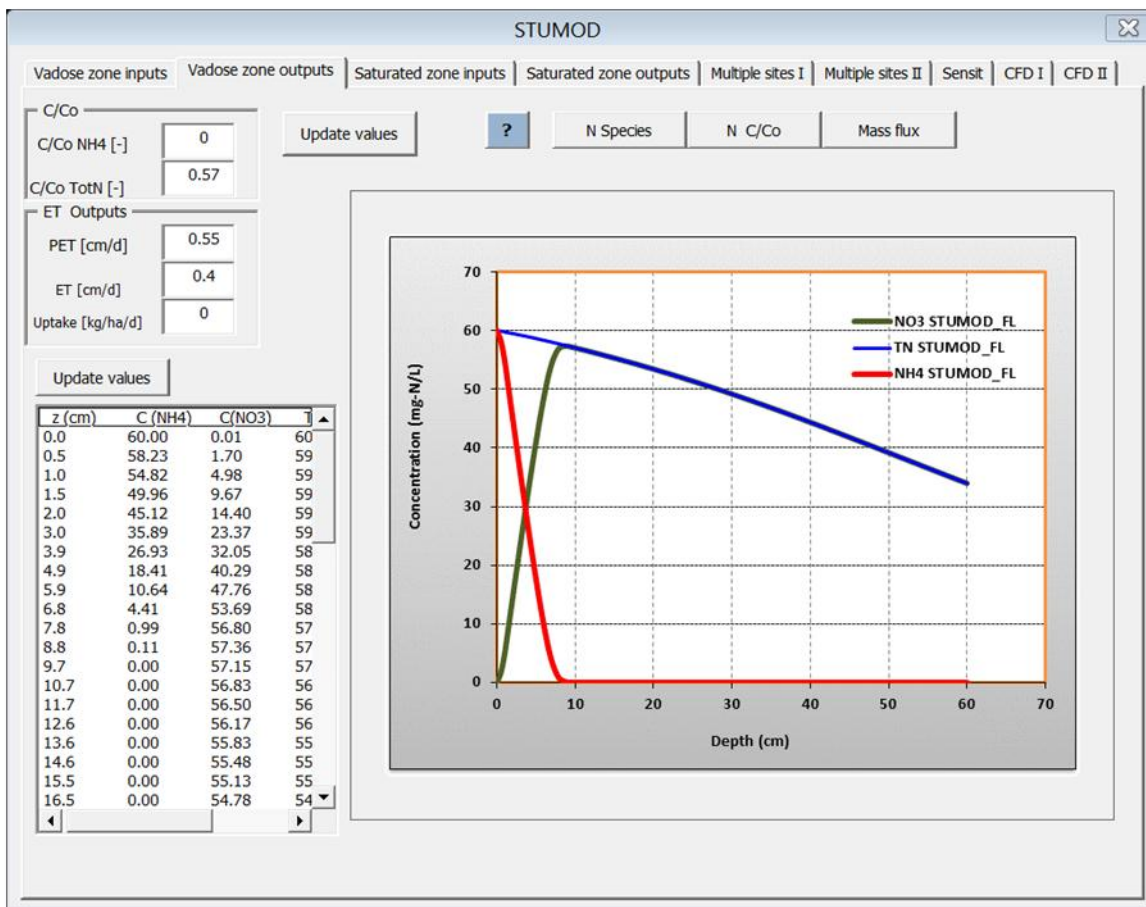 STUMOD
Vadose zone inputs Vadose zone outputs Saturated zone inputs Saturated zone outputs Multiple sites I Multiple sites II Sensit CFD I CFD II
C/Co
C/Co NH4 [-] 0
C/Co TotN [-] 0.57
Update values ? N Species N C/Co Mass flux
ET Outputs
PET [cm/d] 0.55
ET [cm/d] 0.4
Uptake [kg/ha/d] 0
Update values
z (cm) C (NH4) C(NO3) T
0.0 60.00 0.01 60
0.5 58.23 1.70 59
1.0 54.82 4.98 59
1.5 49.96 9.67 59
2.0 45.12 14.40 59
3.0 35.89 23.37 59
3.9 26.93 32.05 58
4.9 18.41 40.29 58
5.9 10.64 47.76 58
6.8 4.41 53.69 58
7.8 0.99 56.80 57
8.8 0.11 57.36 57
9.7 0.00 57.15 57
10.7 0.00 56.83 56
11.7 0.00 56.50 56
12.6 0.00 56.17 56
13.6 0.00 55.83 55
14.6 0.00 55.48 55
15.5 0.00 55.13 55
16.5 0.00 54.78 54
Concentration (mg-N/L)
70
60
50
40
30
20
10
0
NO3 STUMOD_FL
TN STUMOD_FL
NH4 STUMOD_FL
0 10 20 30 40 50 60 70
Depth (cm)